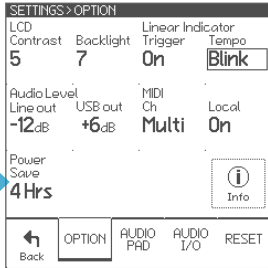 SETTINGS>OPTION
LCD Linear Indicator
Contrast Backlight Trigger Tempo
5 7 On Blink
Audio Level MIDI
Line out USB out Ch Local
-12dB +6dB Multi On
Power
Save
4 Hrs
Info
Back OPTION AUDIO PAD AUDIO I/O RESET